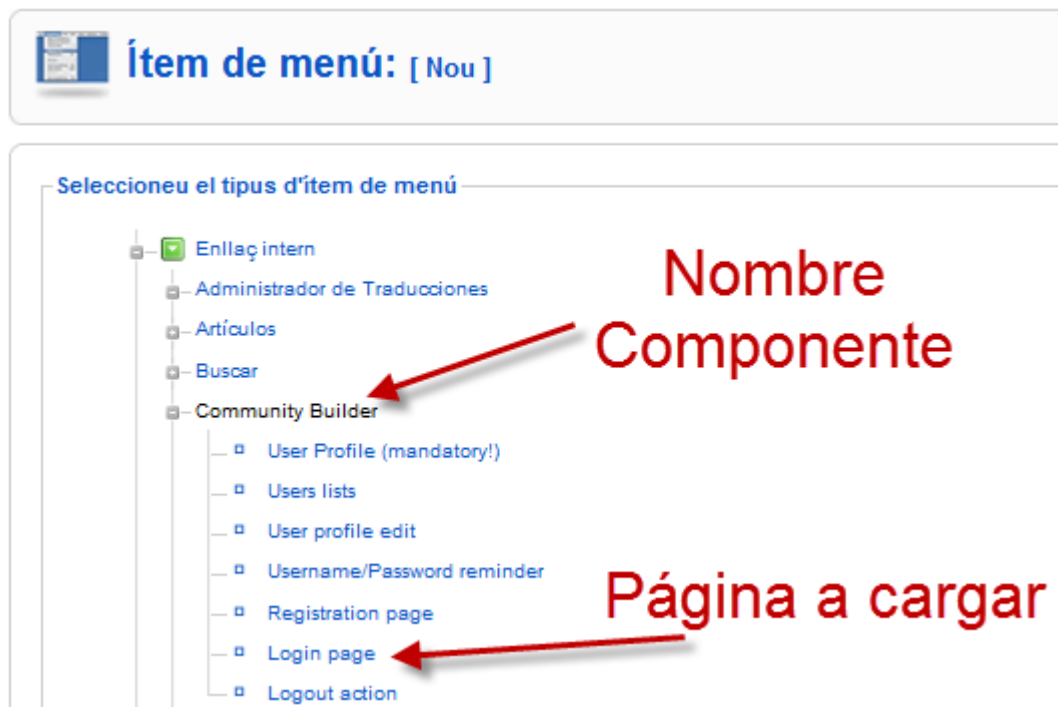 Ítem de menú: [ Nou ]
Seleccioneu el tipus d'ítem de menú
Enllaç intern
Administrador de Traducciones
Artículos
Buscar
Community Builder
User Profile (mandatory!)
Users lists
User profile edit
Username/Password reminder
Registration page
Login page
Logout action
Nombre
Componente
Página a cargar